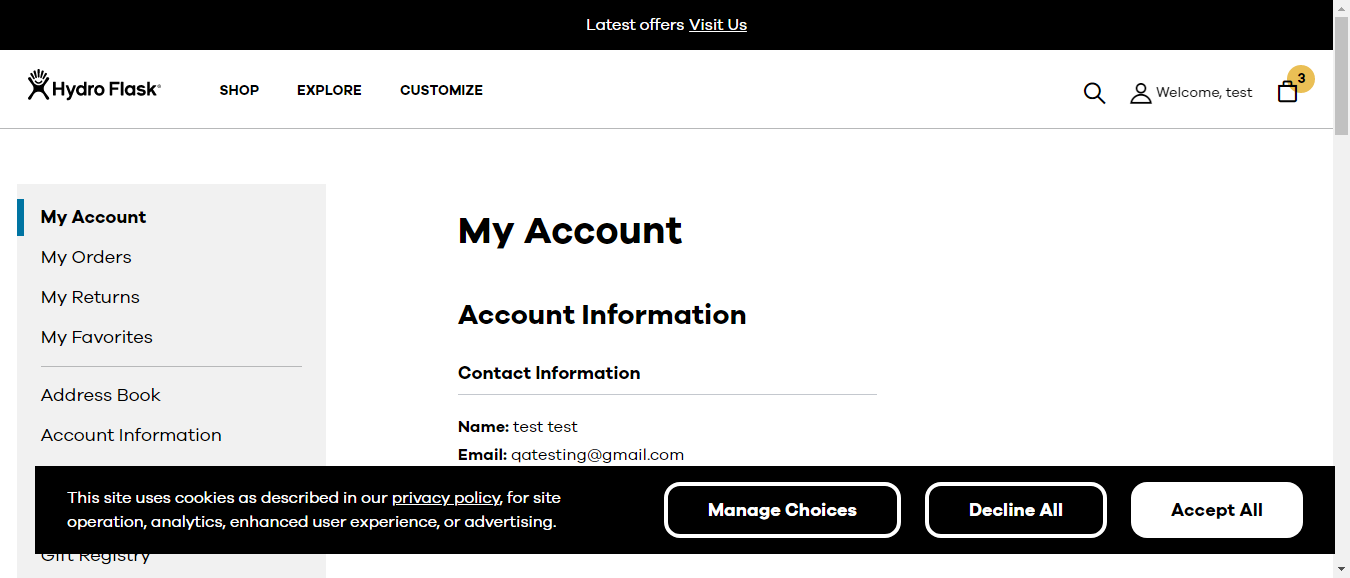 Latest offers Visit Us
Hydro Flask
SHOP
EXPLORE
CUSTOMIZE
Welcome, test
3
My Account
My Orders
My Returns
My Favorites
Address Book
Account Information
Gift Registry
My Account
Account Information
Contact Information
Name: test test
Email: qatesting@gmail.com
This site uses cookies as described in our privacy policy, for site
operation, analytics, enhanced user experience, or advertising.
Manage Choices
Decline All
Accept All